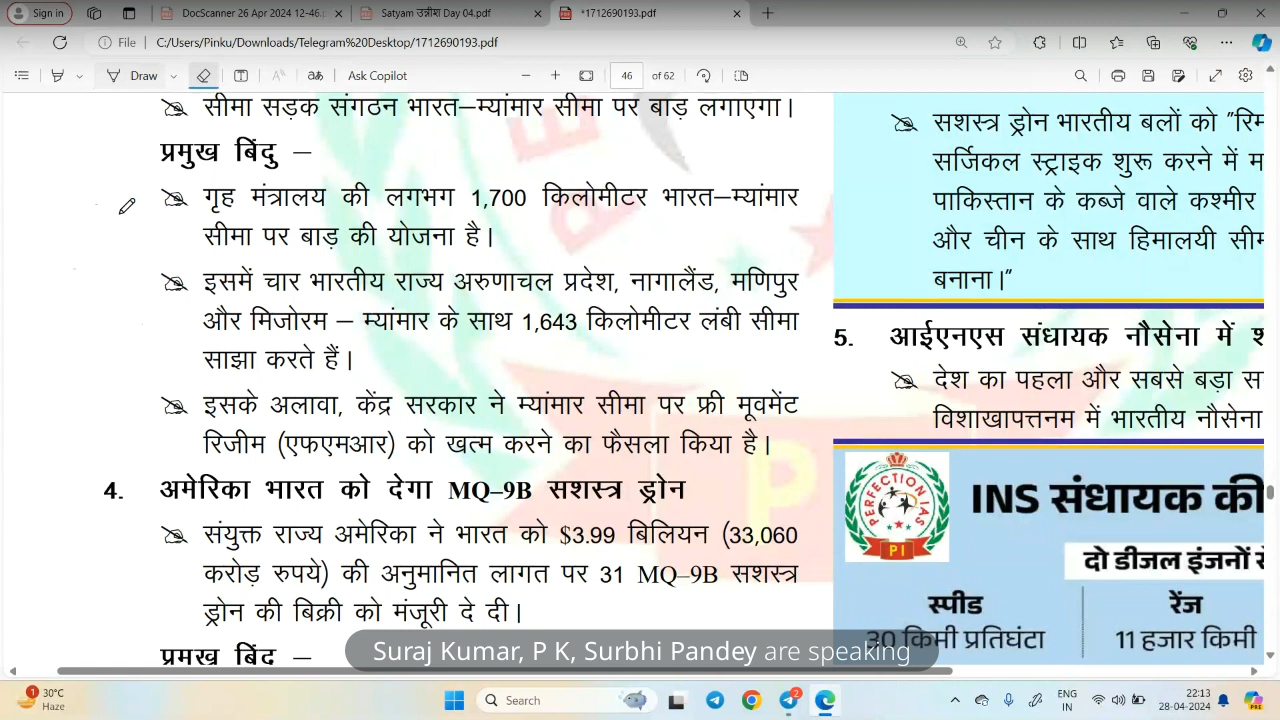 Sign in
DocScanner 26 Apr 2024 12-46.p
Satyam उन्नीस Day 04.pdf
*1712690193.pdf
File
C:/Users/Pinku/Downloads/Telegram%20Desktop/1712690193.pdf
Draw
Ask Copilot
46 of 62
सीमा सड़क संगठन भारत–म्यांमार सीमा पर बाड़ लगाएगा।
प्रमुख बिंदु –
गृह मंत्रालय की लगभग 1,700 किलोमीटर भारत–म्यांमार
सीमा पर बाड़ की योजना है।
इसमें चार भारतीय राज्य अरुणाचल प्रदेश, नागालैंड, मणिपुर
और मिजोरम – म्यांमार के साथ 1,643 किलोमीटर लंबी सीमा
साझा करते हैं।
इसके अलावा, केंद्र सरकार ने म्यांमार सीमा पर फ्री मूवमेंट
रिजीम (एफएमआर) को खत्म करने का फैसला किया है।
4. अमेरिका भारत को देगा MQ–9B सशस्त्र ड्रोन
संयुक्त राज्य अमेरिका ने भारत को $3.99 बिलियन (33,060
करोड़ रुपये) की अनुमानित लागत पर 31 MQ–9B सशस्त्र
ड्रोन की बिक्री को मंजूरी दे दी।
प्रमुख बिंदु –
सशस्त्र ड्रोन भारतीय बलों को "रिम
सर्जिकल स्ट्राइक शुरू करने में म
पाकिस्तान के कब्जे वाले कश्मीर
और चीन के साथ हिमालयी सीम
बनाना।"
5. आईएनएस संधायक नौसेना में श
देश का पहला और सबसे बड़ा स
विशाखापत्तनम में भारतीय नौसेना
PERFECTION IAS
PI
INS संधायक की
दो डीजल इंजनों से
स्पीड
रेंज
30 किमी प्रतिघंटा
11 हजार किमी
Suraj Kumar, P K, Surbhi Pandey are speaking
1
30°C
Haze
Search
2
ENG
IN
22:13
28-04-2024
PRE